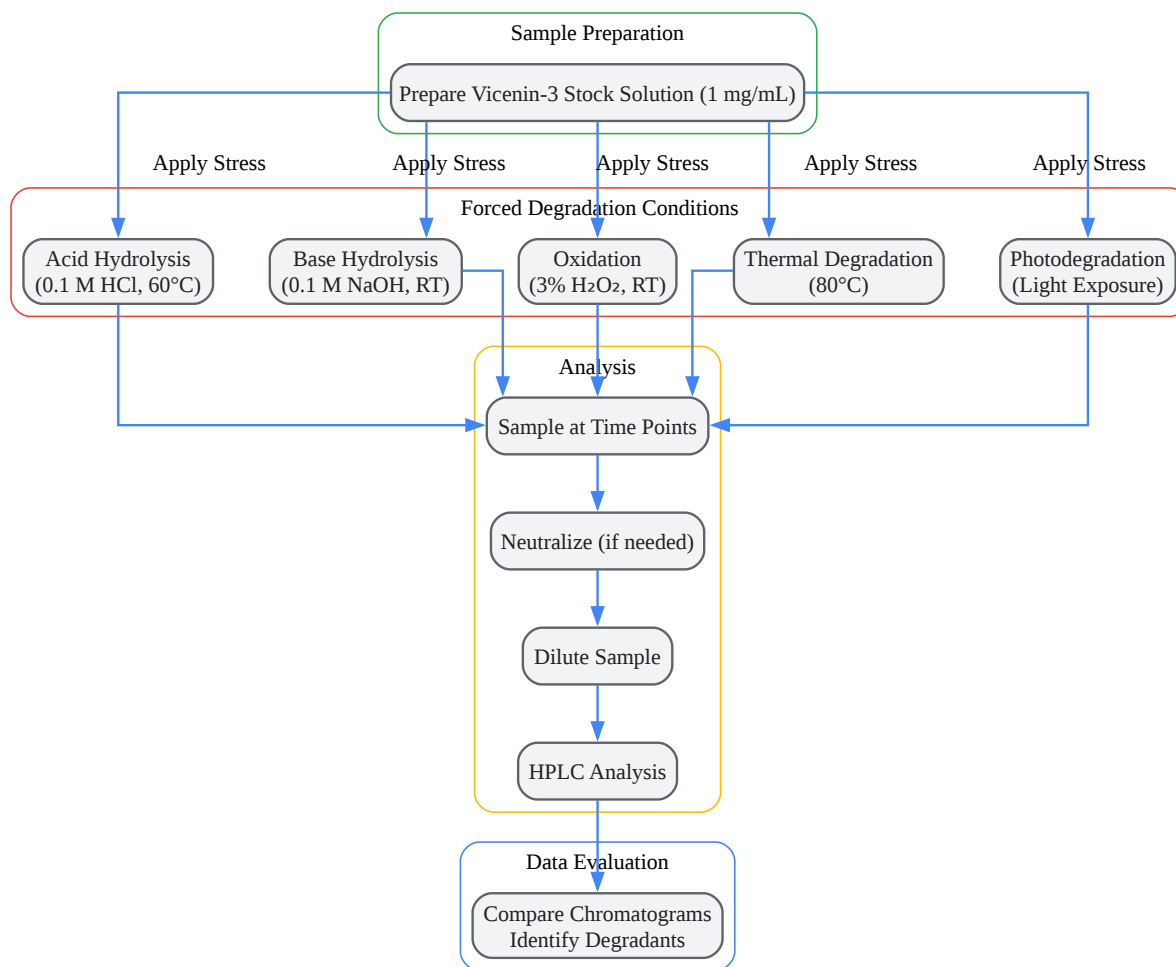 Sample Preparation
Prepare Vicenin-3 Stock Solution (1 mg/mL)
Apply Stress
Apply Stress
Apply Stress
Apply Stress
Apply Stress
Forced Degradation Conditions
Acid Hydrolysis
(0.1 M HCl, 60°C)
Base Hydrolysis
(0.1 M NaOH, RT)
Oxidation
(3% H₂O₂, RT)
Thermal Degradation
(80°C)
Photodegradation
(Light Exposure)
Analysis
Sample at Time Points
Neutralize (if needed)
Dilute Sample
HPLC Analysis
Data Evaluation
Compare Chromatograms
Identify Degradants